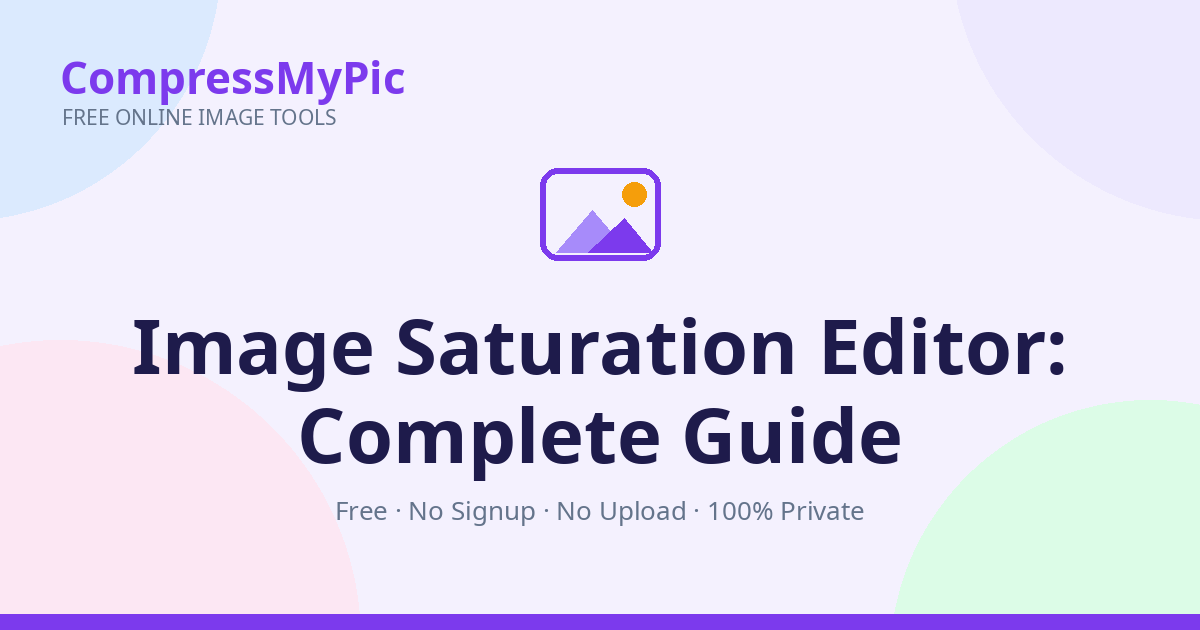 CompressMyPic
FREE ONLINE IMAGE TOOLS
Image Saturation Editor:
Complete Guide
Free · No Signup · No Upload · 100% Private